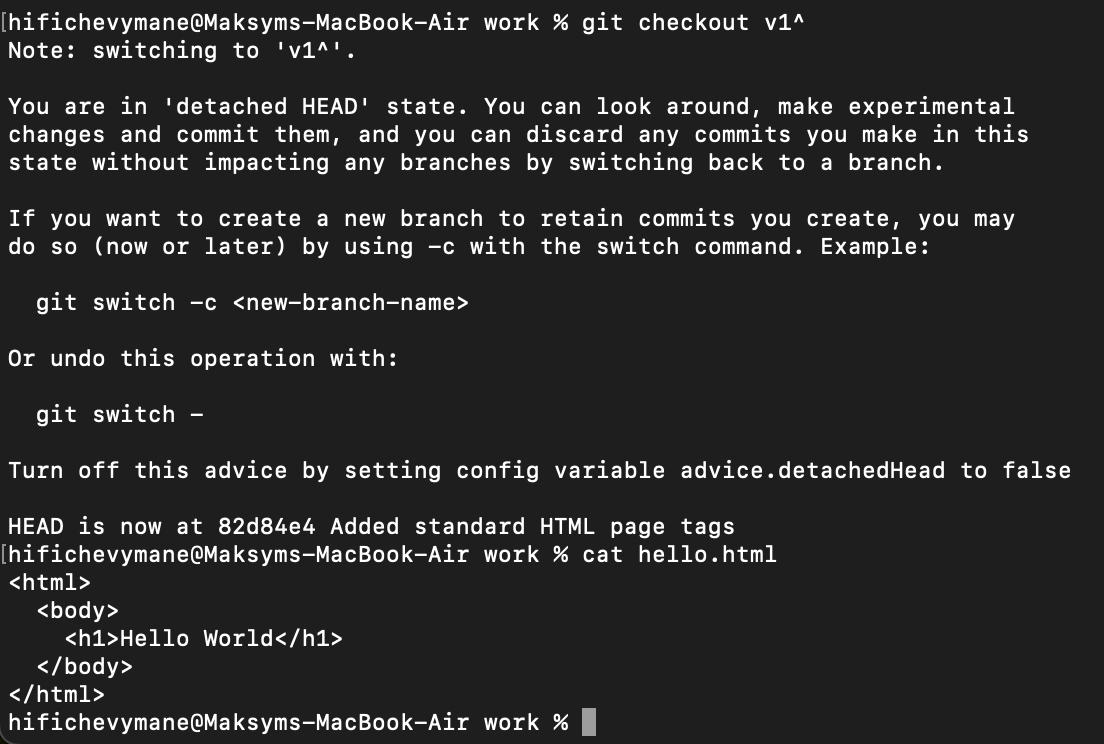 [hifichevymane@Maksyms-MacBook-Air work % git checkout v1^
Note: switching to 'v1^'.

You are in 'detached HEAD' state. You can look around, make experimental
changes and commit them, and you can discard any commits you make in this
state without impacting any branches by switching back to a branch.

If you want to create a new branch to retain commits you create, you may
do so (now or later) by using -c with the switch command. Example:

  git switch -c <new-branch-name>

Or undo this operation with:

  git switch -

Turn off this advice by setting config variable advice.detachedHead to false

HEAD is now at 82d84e4 Added standard HTML page tags
[hifichevymane@Maksyms-MacBook-Air work % cat hello.html
<html>
  <body>
    <h1>Hello World</h1>
  </body>
</html>
hifichevymane@Maksyms-MacBook-Air work %